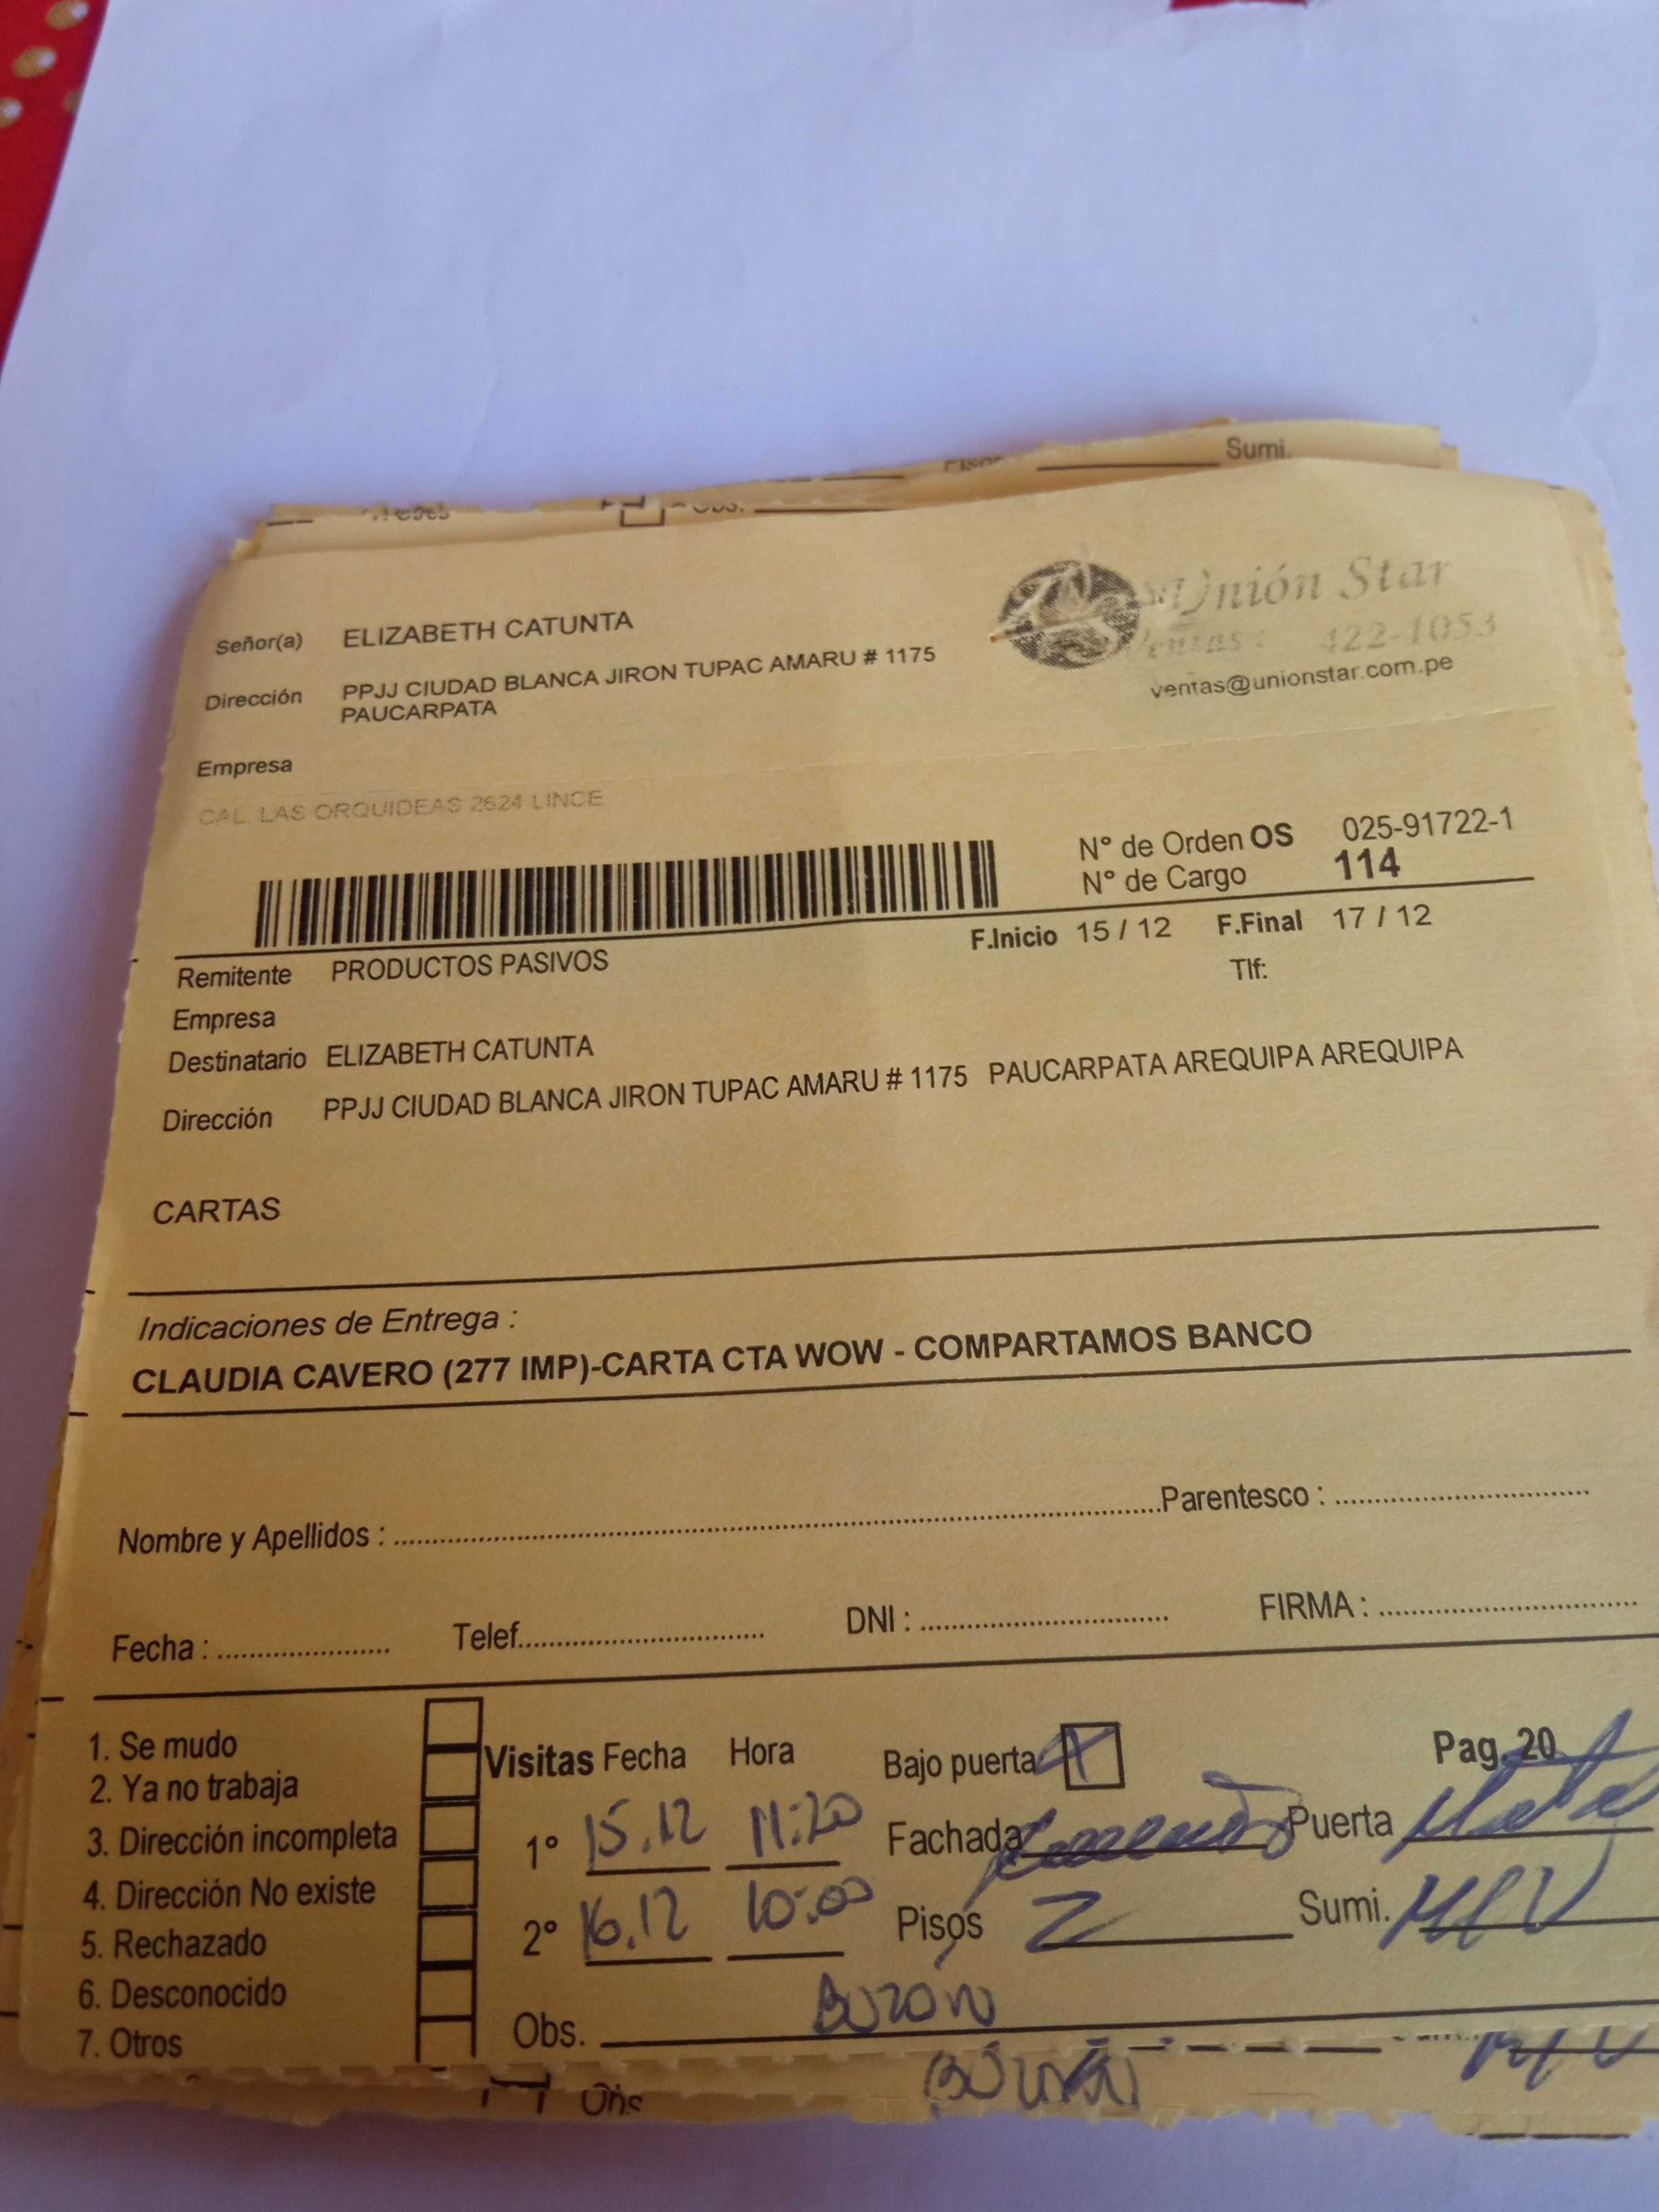 Sumi.
Obs.
Unión Star
Ventas : 422-1053
ventas@unionstar.com.pe
Señor(a) ELIZABETH CATUNTA
Dirección PPJJ CIUDAD BLANCA JIRON TUPAC AMARU # 1175
PAUCARPATA
Empresa
CAL. LAS ORQUIDEAS 2624 LINCE
N° de Orden OS 025-91722-1
N° de Cargo 114
F.Inicio 15 / 12 F.Final 17 / 12
Remitente PRODUCTOS PASIVOS
Tlf:
Empresa
Destinatario ELIZABETH CATUNTA
Dirección PPJJ CIUDAD BLANCA JIRON TUPAC AMARU # 1175 PAUCARPATA AREQUIPA AREQUIPA
CARTAS
Indicaciones de Entrega :
CLAUDIA CAVERO (277 IMP)-CARTA CTA WOW - COMPARTAMOS BANCO
Nombre y Apellidos : Parentesco :
Fecha : Telef. DNI : FIRMA :
1. Se mudo
2. Ya no trabaja
3. Dirección incompleta
4. Dirección No existe
5. Rechazado
6. Desconocido
7. Otros
Visitas Fecha Hora Bajo puerta X Pag. 20
1° 15.12 11:20 Fachada Puerta
2° 16.12 10:00 Pisos 2 Sumi.
Obs. Buzón
Obs